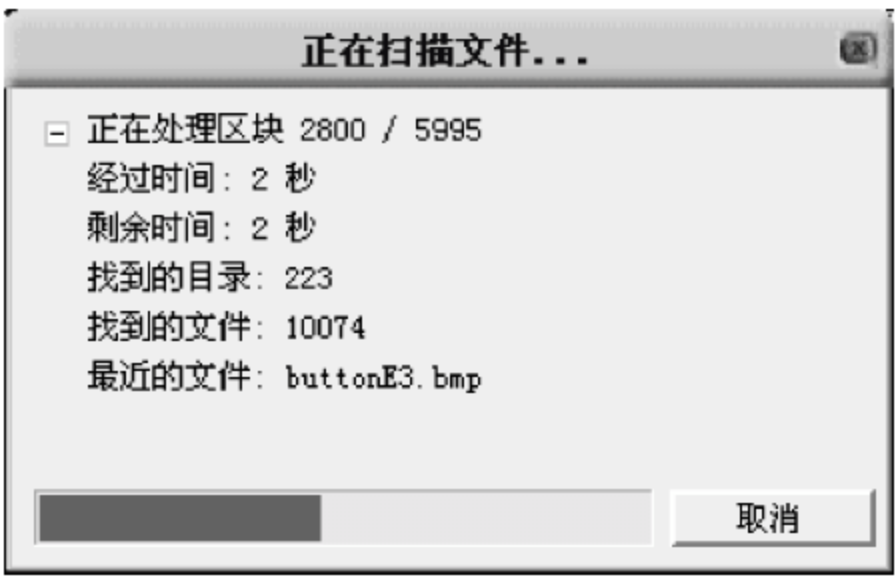 正在扫描文件...
正在处理区块 2800 / 5995
经过时间: 2 秒
剩余时间: 2 秒
找到的目录: 223
找到的文件: 10074
最近的文件: buttonE3.bmp
取消